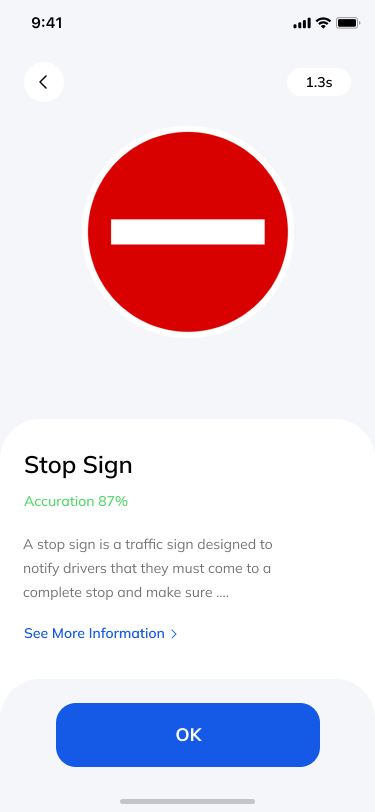 9:41
1.3s
Stop Sign
Accuration 87%
A stop sign is a traffic sign designed to
notify drivers that they must come to a
complete stop and make sure ....
See More Information
OK